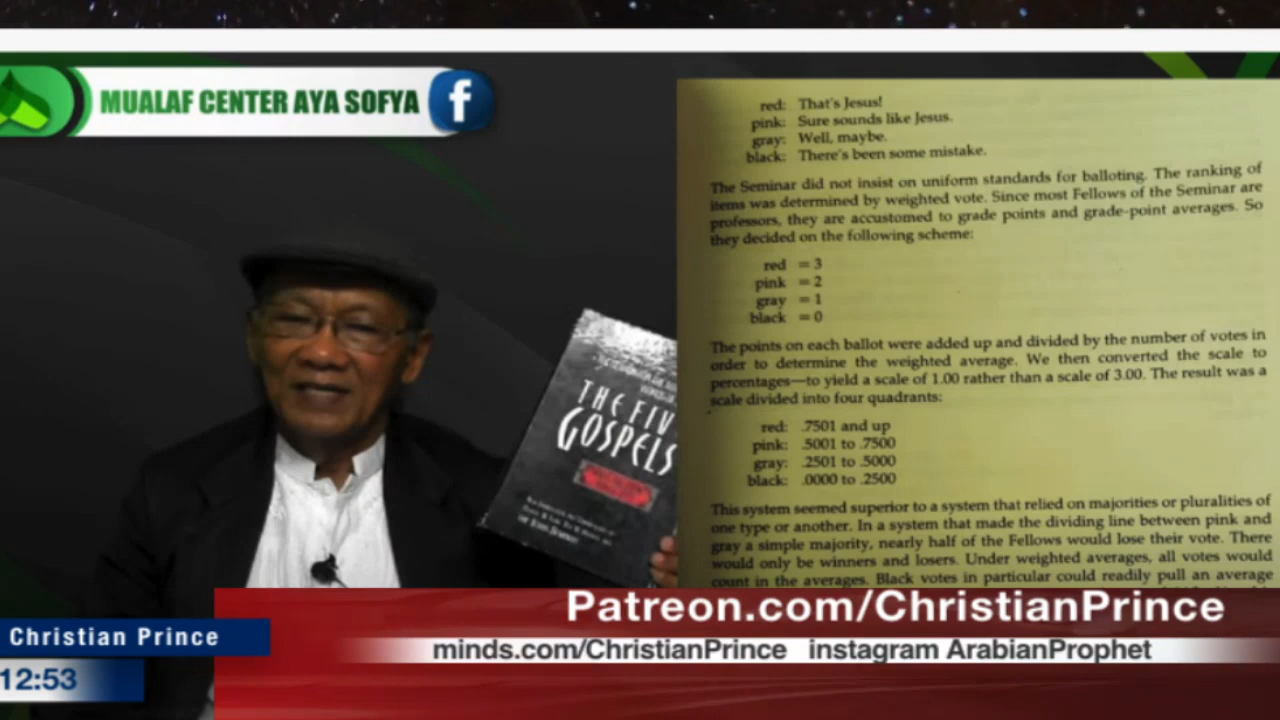 MUALAF CENTER AYA SOFYA f
red: That's Jesus!
pink: Sure sounds like Jesus.
gray: Well, maybe.
black: There's been some mistake.
The Seminar did not insist on uniform standards for balloting. The ranking of
items was determined by weighted vote. Since most Fellows of the Seminar are
professors, they are accustomed to grade points and grade-point averages. So
they decided on the following scheme:
red = 3
pink = 2
gray = 1
black = 0
The points on each ballot were added up and divided by the number of votes in
order to determine the weighted average. We then converted the scale to
percentages—to yield a scale of 1.00 rather than a scale of 3.00. The result was a
scale divided into four quadrants:
red: .7501 and up
pink: .5001 to .7500
gray: .2501 to .5000
black: .0000 to .2500
This system seemed superior to a system that relied on majorities or pluralities of
one type or another. In a system that made the dividing line between pink and
gray a simple majority, nearly half of the Fellows would lose their vote. There
would only be winners and losers. Under weighted averages, all votes would
count in the averages. Black votes in particular could readily pull an average
THE FIV
GOSPELS
Patreon.com/ChristianPrince
Christian Prince
minds.com/ChristianPrince instagram ArabianProphet
12:53